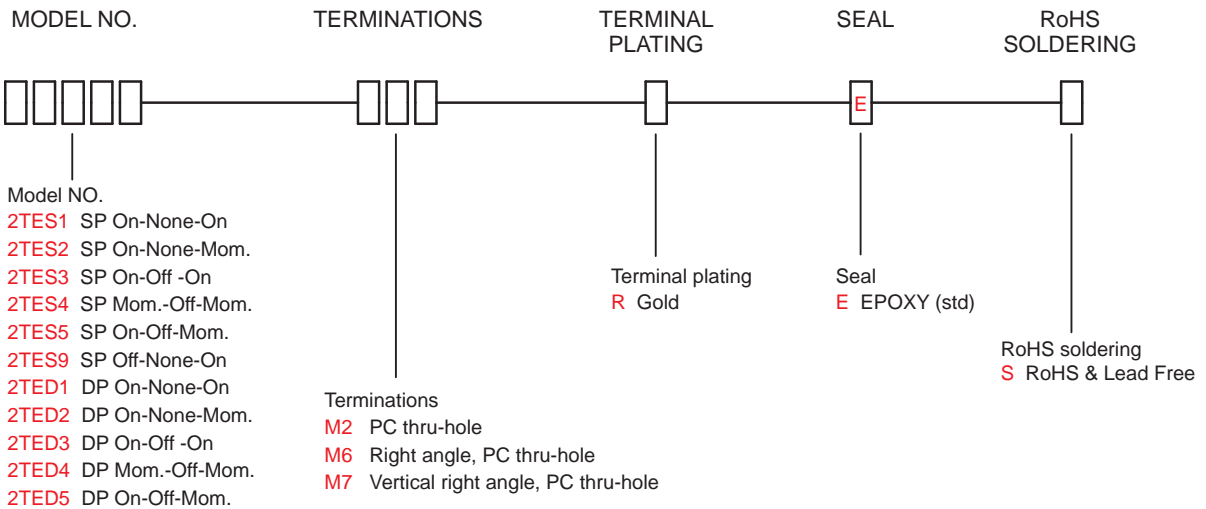 MODEL NO.
TERMINATIONS
TERMINAL
PLATING
SEAL
RoHS
SOLDERING
E
Model NO.
2TES1 SP On-None-On
2TES2 SP On-None-Mom.
2TES3 SP On-Off -On
2TES4 SP Mom.-Off-Mom.
2TES5 SP On-Off-Mom.
2TES9 SP Off-None-On
2TED1 DP On-None-On
2TED2 DP On-None-Mom.
2TED3 DP On-Off -On
2TED4 DP Mom.-Off-Mom.
2TED5 DP On-Off-Mom.
Terminations
M2 PC thru-hole
M6 Right angle, PC thru-hole
M7 Vertical right angle, PC thru-hole
Terminal plating
R Gold
Seal
E EPOXY (std)
RoHS soldering
S RoHS & Lead Free